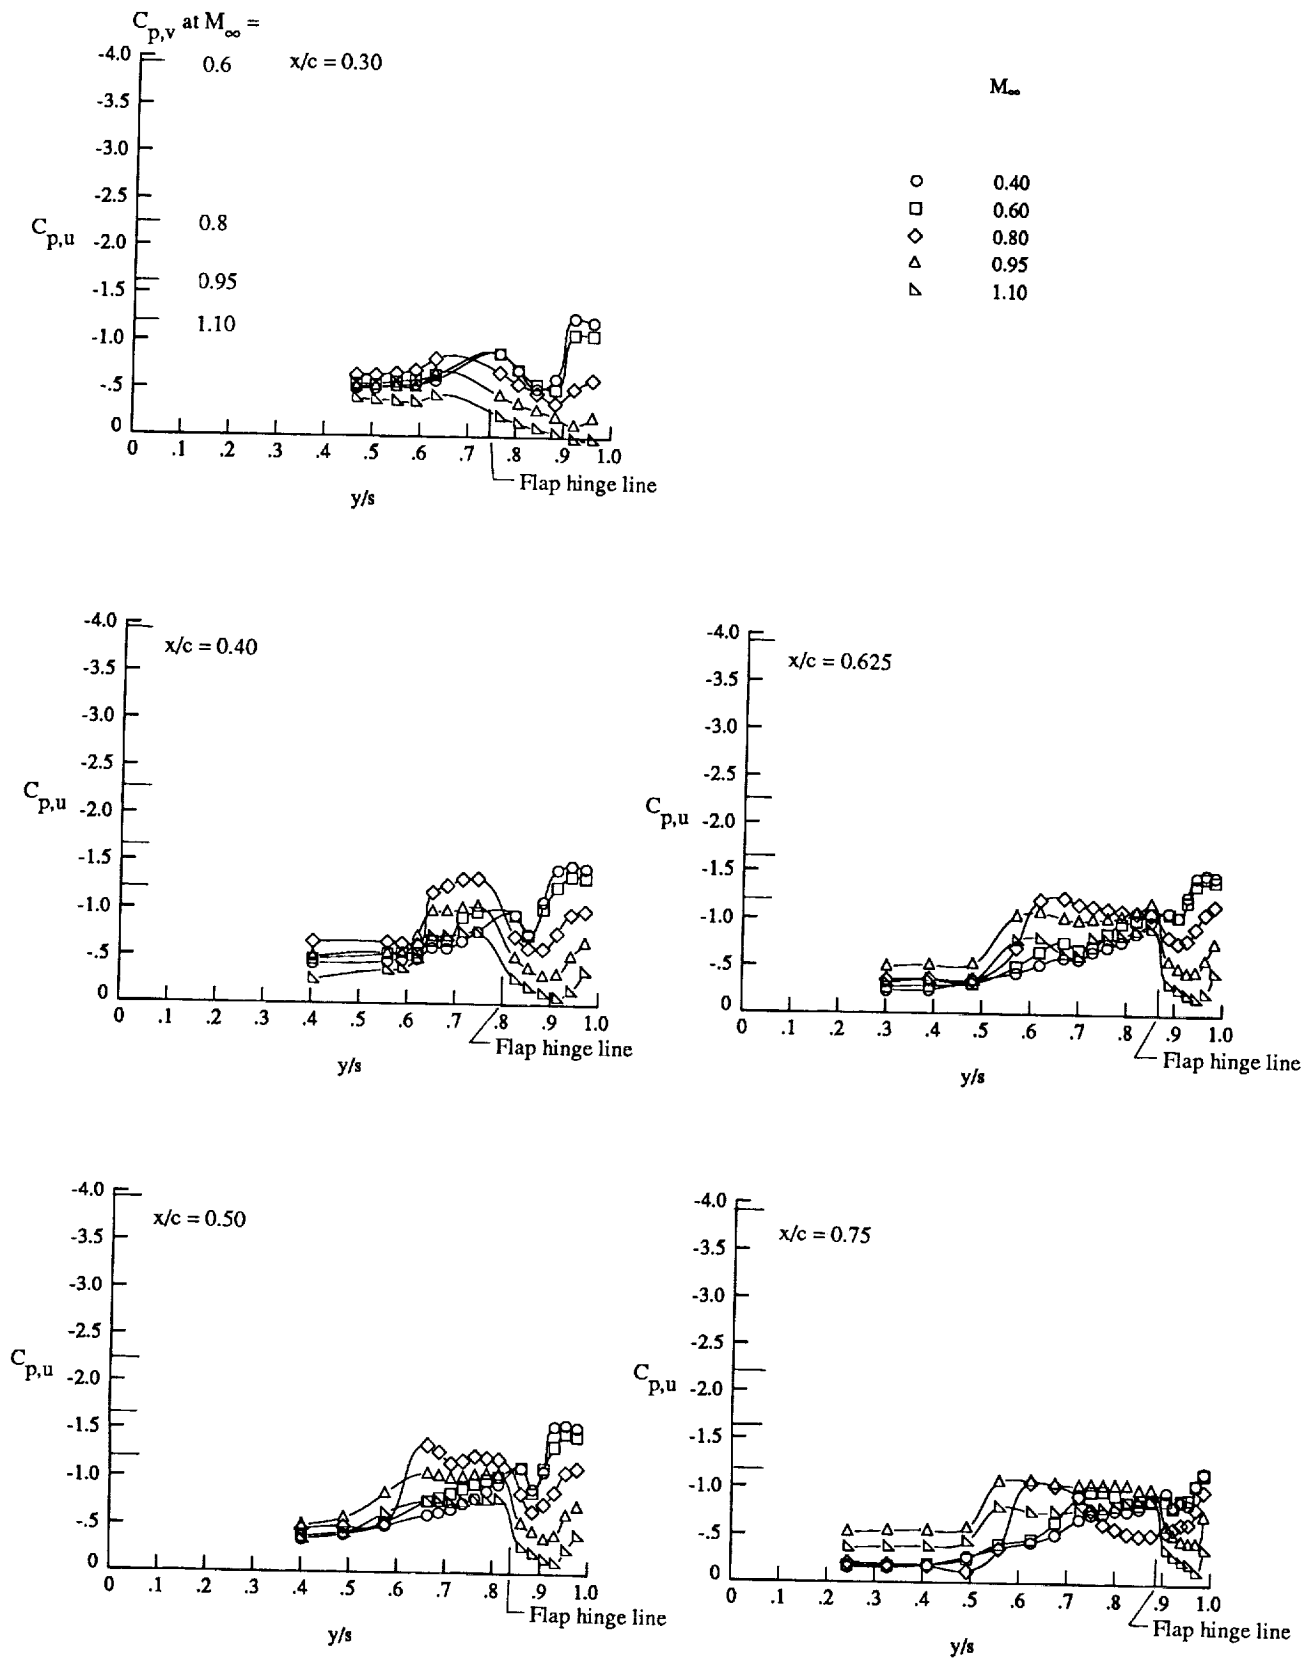 C_p,v at M_∞ =
-4.0
0.6
x/c = 0.30
-3.5
-3.0
-2.5
0.8
C_p,u
-2.0
0.95
-1.5
1.10
-1.0
-.5
0
0 .1 .2 .3 .4 .5 .6 .7 .8 .9 1.0
Flap hinge line
y/s
M_∞
0.40
0.60
0.80
0.95
1.10
-4.0
x/c = 0.40
-3.5
-3.0
-2.5
C_p,u
-2.0
-1.5
-1.0
-.5
0
0 .1 .2 .3 .4 .5 .6 .7 .8 .9 1.0
Flap hinge line
y/s
-4.0
x/c = 0.625
-3.5
-3.0
-2.5
C_p,u
-2.0
-1.5
-1.0
-.5
0
0 .1 .2 .3 .4 .5 .6 .7 .8 .9 1.0
Flap hinge line
y/s
-4.0
x/c = 0.50
-3.5
-3.0
-2.5
C_p,u
-2.0
-1.5
-1.0
-.5
0
0 .1 .2 .3 .4 .5 .6 .7 .8 .9 1.0
Flap hinge line
y/s
-4.0
x/c = 0.75
-3.5
-3.0
-2.5
C_p,u
-2.0
-1.5
-1.0
-.5
0
0 .1 .2 .3 .4 .5 .6 .7 .8 .9 1.0
Flap hinge line
y/s